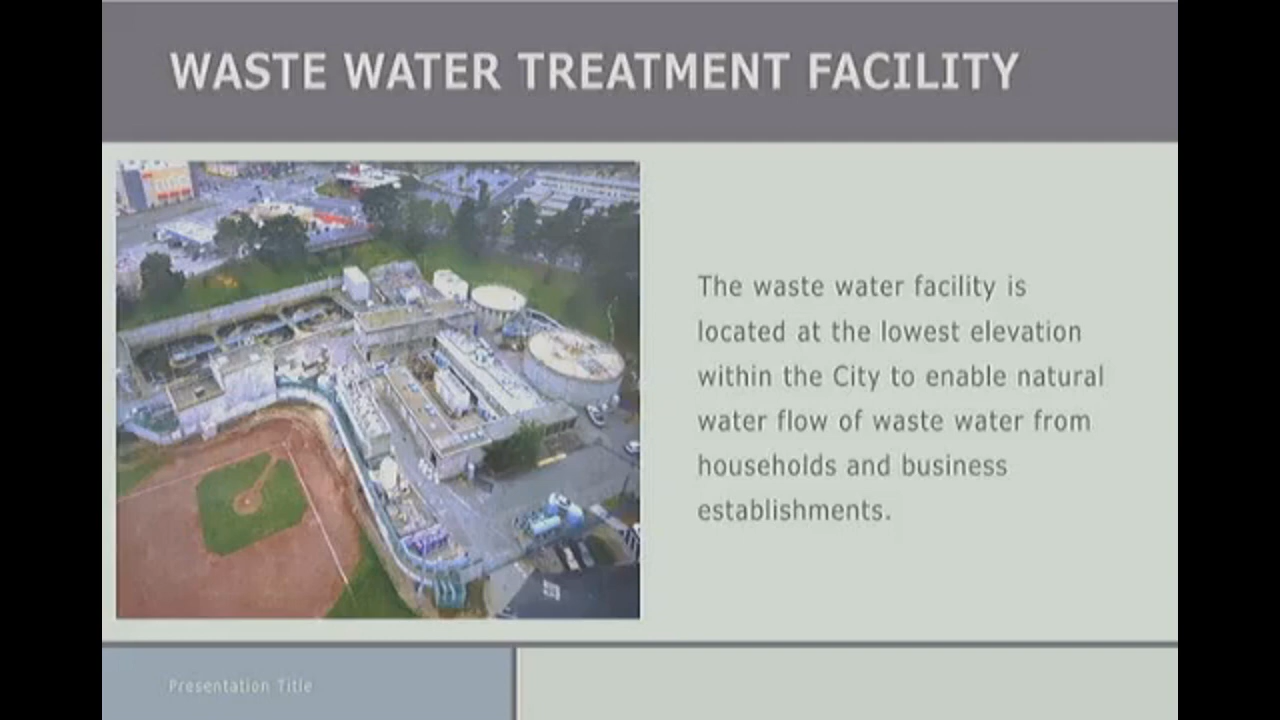 WASTE WATER TREATMENT FACILITY
The waste water facility is
located at the lowest elevation
within the City to enable natural
water flow of waste water from
households and business
establishments.
Presentation Title